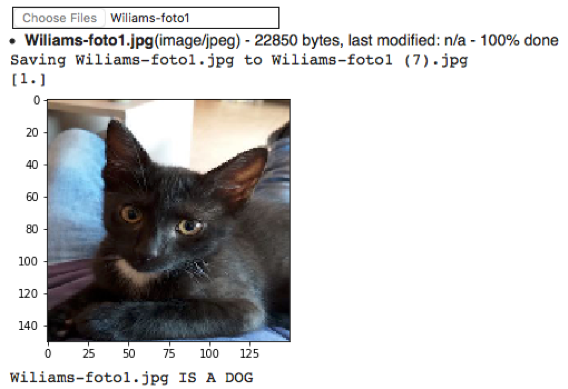 Choose Files Wiliams-foto1
• Wiliams-foto1.jpg(image/jpeg) - 22850 bytes, last modified: n/a - 100% done
Saving Wiliams-foto1.jpg to Wiliams-foto1 (7).jpg
[1.]
0
20
40
60
80
100
120
140
0 25 50 75 100 125
Wiliams-foto1.jpg IS A DOG